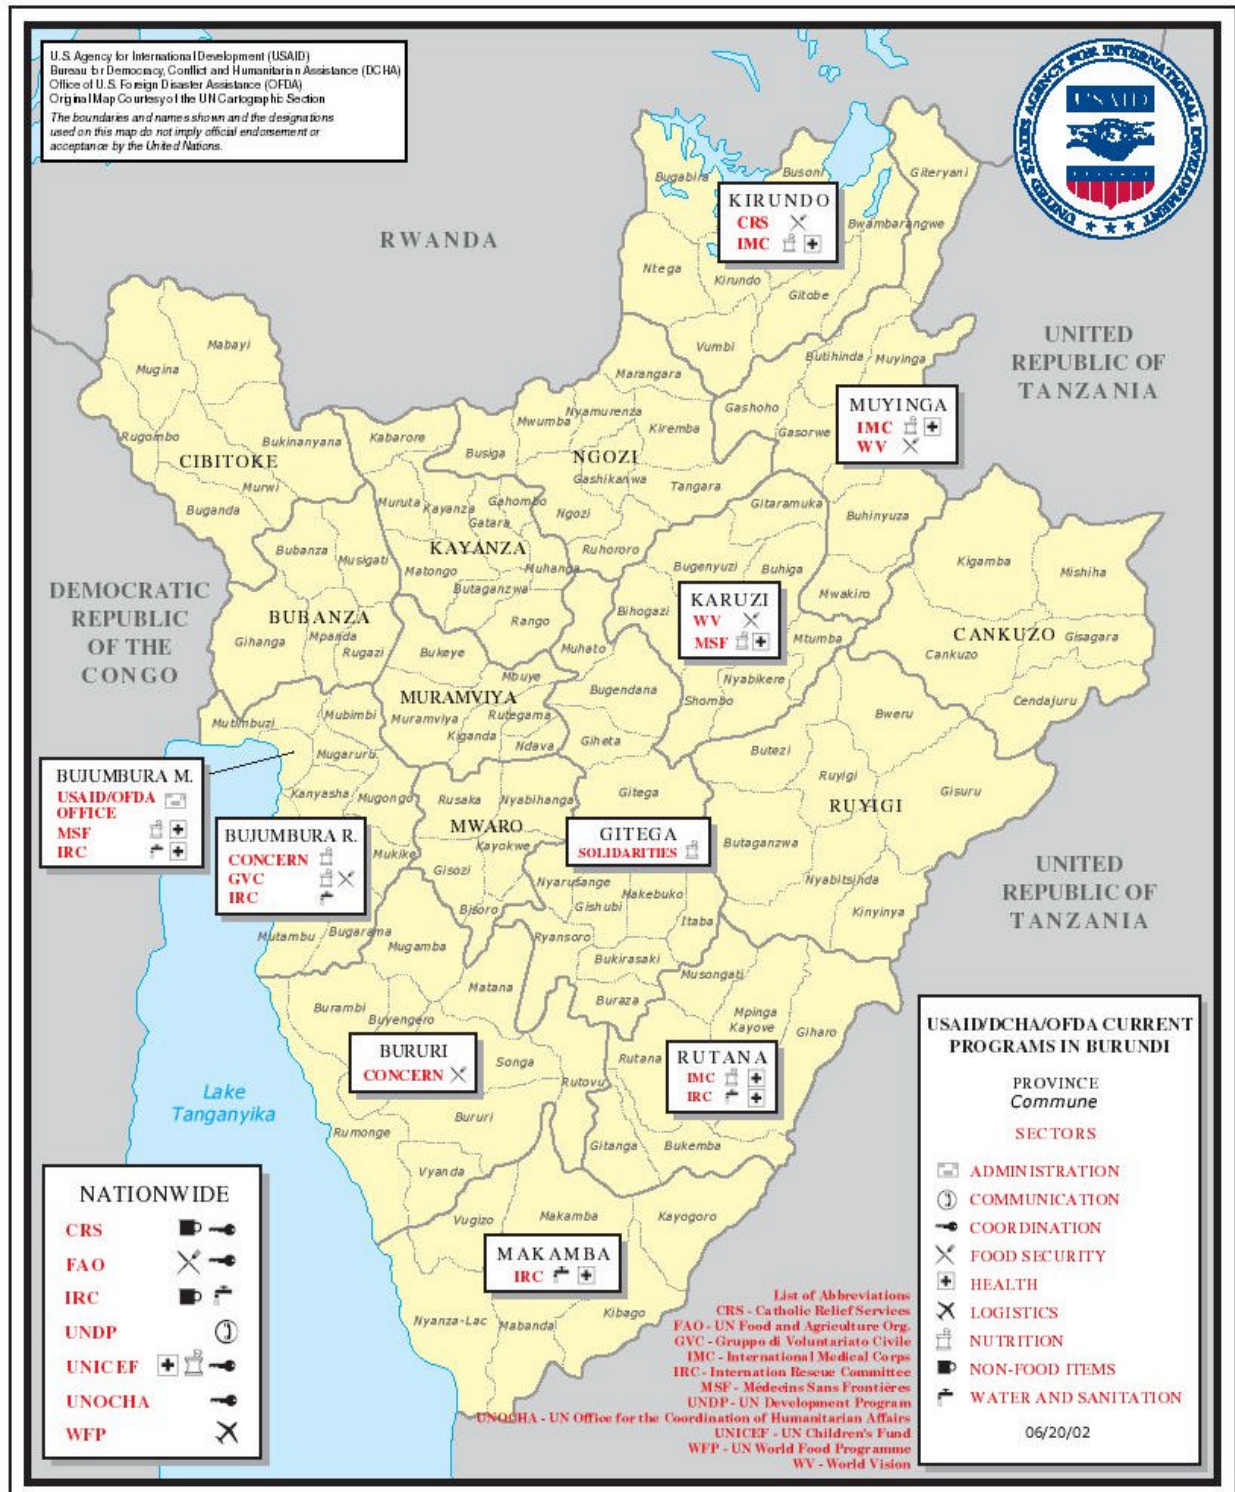 U.S. Agency for International Development (USAID)
Bureau for Democracy, Conflict and Humanitarian Assistance (DCHA)
Office of U.S. Foreign Disaster Assistance (OFDA)
Original Map Courtesy of the UN Cartographic Section
The boundaries and names shown and the designations
used on this map do not imply official endorsement or
acceptance by the United Nations.
UNITED STATES AGENCY FOR INTERNATIONAL DEVELOPMENT
USAID
RWANDA
UNITED
REPUBLIC OF
TANZANIA
DEMOCRATIC
REPUBLIC
OF THE
CONGO
UNITED
REPUBLIC OF
TANZANIA
Lake
Tanganyika
Bugabira
Busoni
Giteryani
KIRUNDO
CRS
IMC
Bwambarangwe
Ntega
Kirundo
Gitobe
Vumbi
Butihinda
Muyinga
Gashoho
Gasorwe
MUYINGA
IMC
WV
Buhinyuza
Mwakiro
Mabayi
Mugina
Rugombo
Bukinanyana
CIBITOKE
Murwi
Buganda
Marangara
Nyamurenza
Mwumba
Kiremba
Busiga
NGOZI
Gashikanwa
Tangara
Ngozi
Ruhororo
Kabarore
Muruta
Kayanza
Gahombo
Gatara
KAYANZA
Matongo
Muhanga
Butaganzwa
Rango
Bubanza
Musigati
BUBANZA
Gihanga
Mpanda
Rugazi
Gitaramuka
Bugenyuzi
Buhiga
Bihogazi
KARUZI
WV
MSF
Mtumba
Nyabikere
Shombo
Muhato
Kigamba
Mishiha
CANKUZO
Gisagara
Cankuzo
Cendajuru
Bukeye
Mbuye
MURAMVIYA
Muramviya
Rutegama
Kiganda
Ndava
Bugendana
Giheta
Gitega
GITEGA
SOLIDARITIES
Nyarusange
Makebuko
Gishubi
Itaba
Ryansoro
Bukirasaki
Buraza
Bweru
Butezi
Ruyigi
Gisuru
RUYIGI
Butaganzwa
Nyabitsinda
Kinyinya
Mutimbuzi
Mubimbi
Mugaruru
Kanyasha
Mugongo
Mukike
Mutambu
Bugarama
BUJUMBURA M.
USAID/OFDA
OFFICE
MSF
IRC
BUJUMBURA R.
CONCERN
GVC
IRC
Rusaka
Nyabihanga
MWARO
Kayokwe
Gisozi
Bisoro
Mugamba
Matana
Burambi
Buyengero
BURURI
CONCERN
Songa
Rutovu
Bururi
Rumonge
Vyanda
Musongati
Mpinga
Kayove
Giharo
Rutana
RUTANA
IMC
IRC
Gitanga
Bukemba
Vugizo
Makamba
Kayogoro
MAKAMBA
IRC
Nyanza-Lac
Mabanda
Kibago
NATIONWIDE
CRS
FAO
IRC
UNDP
UNICEF
UNOCHA
WFP
List of Abbreviations
CRS - Catholic Relief Services
FAO - UN Food and Agriculture Org.
GVC - Gruppo di Voluntariato Civile
IMC - International Medical Corps
IRC - Internation Rescue Committee
MSF - Médecins Sans Frontières
UNDP - UN Development Program
UNOCHA - UN Office for the Coordination of Humanitarian Affairs
UNICEF - UN Children's Fund
WFP - UN World Food Programme
WV - World Vision
USAID/DCHA/OFDA CURRENT
PROGRAMS IN BURUNDI
PROVINCE
Commune
SECTORS
ADMINISTRATION
COMMUNICATION
COORDINATION
FOOD SECURITY
HEALTH
LOGISTICS
NUTRITION
NON-FOOD ITEMS
WATER AND SANITATION
06/20/02